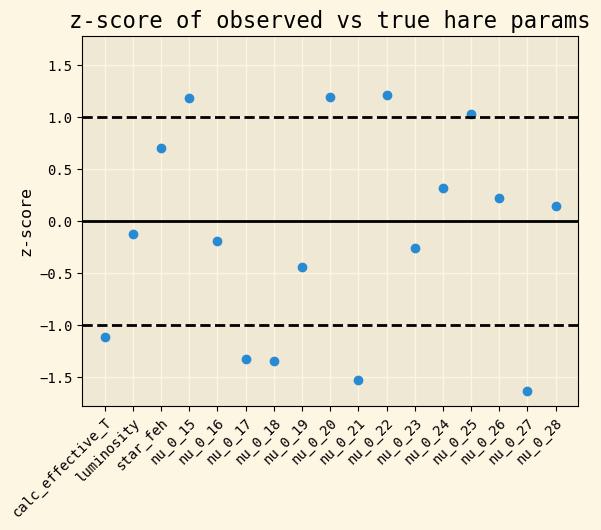 z-score of observed vs true hare params
z-score
1.5
1.0
0.5
0.0
−0.5
−1.0
−1.5
calc_effective_T
luminosity
star_feh
nu_0_15
nu_0_16
nu_0_17
nu_0_18
nu_0_19
nu_0_20
nu_0_21
nu_0_22
nu_0_23
nu_0_24
nu_0_25
nu_0_26
nu_0_27
nu_0_28